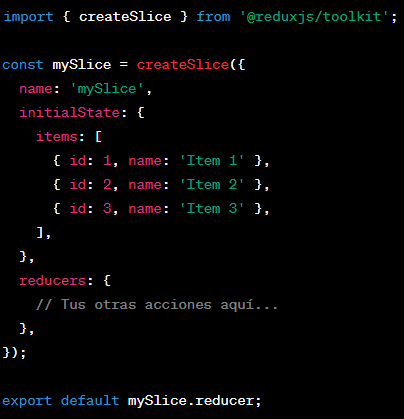 import { createSlice } from '@reduxjs/toolkit';
const mySlice = createSlice({
  name: 'mySlice',
  initialState: {
    items: [
      { id: 1, name: 'Item 1' },
      { id: 2, name: 'Item 2' },
      { id: 3, name: 'Item 3' },
    ],
  },
  reducers: {
    // Tus otras acciones aquí...
  },
});
export default mySlice.reducer;